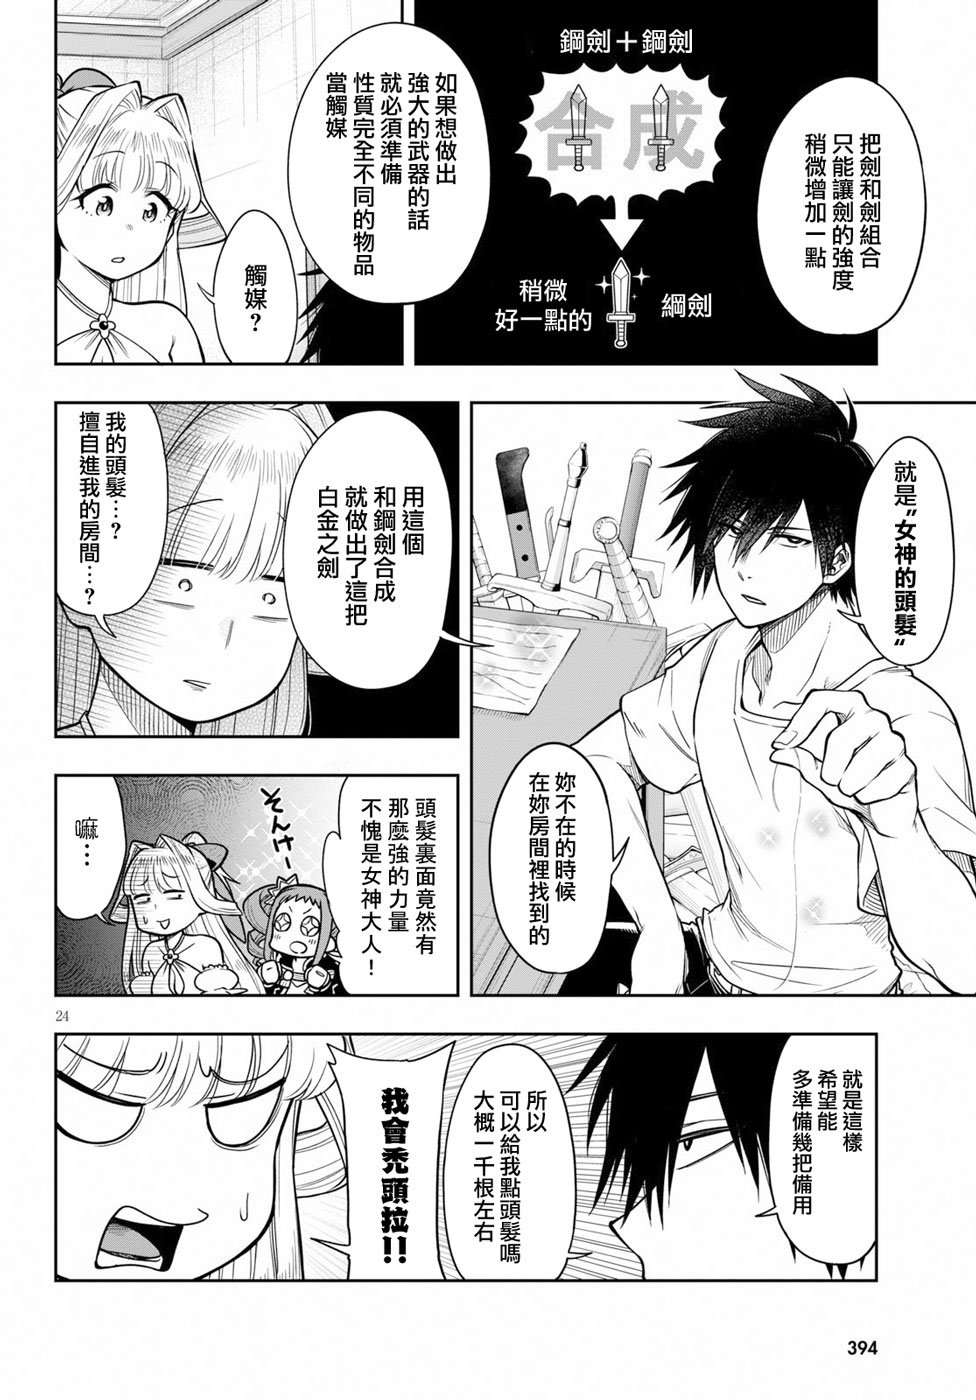 把劍和劍組合
只能讓劍的強度
稍微增加一點
鋼劍＋鋼劍
合成
稍微
好一點的
綱劍
如果想做出
強大的武器的話
就必須準備
性質完全不同的物品
當觸媒
觸媒?
就是"女神的頭髮"
妳不在的時候
在妳房間裡找到的
用這個
和鋼劍合成
就做出了這把
白金之劍
我的頭髮…?
擅自進我的房間…?
頭髮裏面竟然有
那麼強的力量
不愧是女神大人!
そんけー
嘛…
24
就是這樣
希望能
多準備幾把備用
所以
可以給我點頭髮嗎
大概一千根左右
我會禿頭拉!!
394